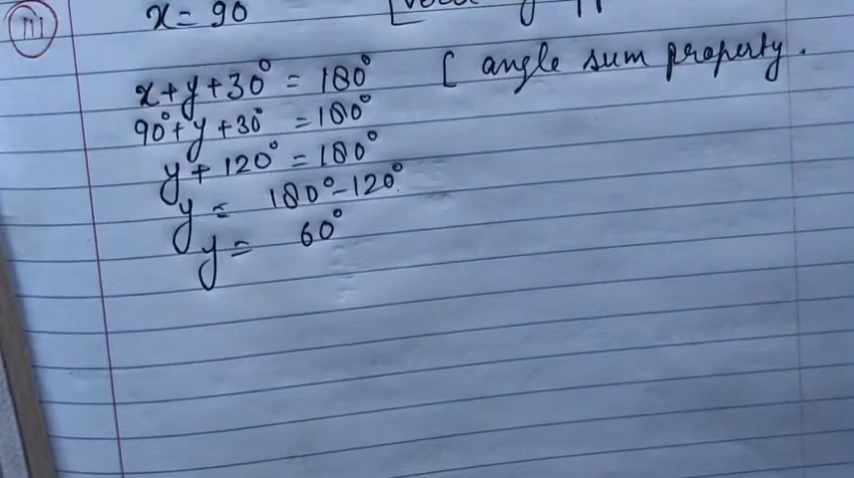 (iii) x = 90
x+y+30° = 180° [ angle sum property.
90°+y+30° = 180°
y+120° = 180°
y = 180°-120°
y = 60°